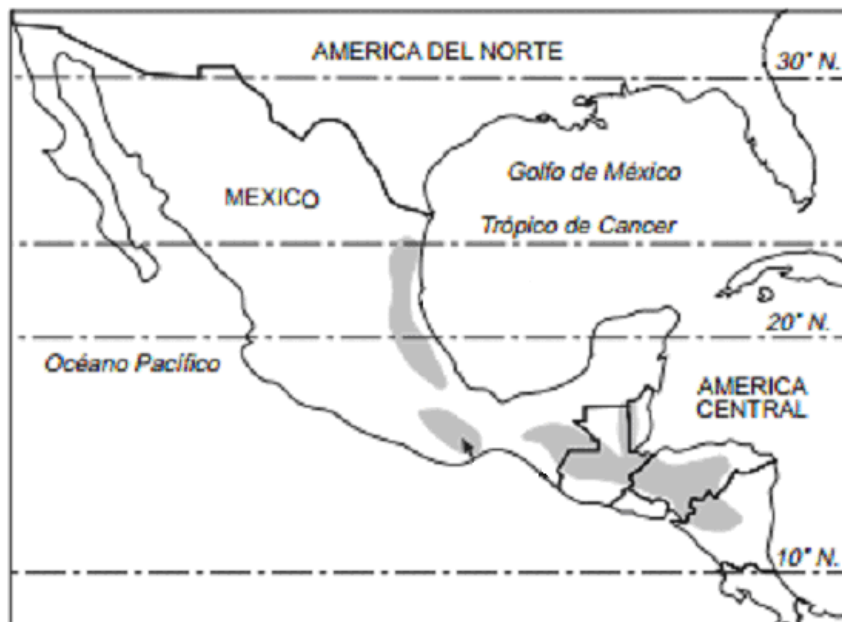 AMERICA DEL NORTE
30° N.
Golfo de México
MEXICO
Trópico de Cancer
20° N.
Océano Pacífico
AMERICA
CENTRAL
10° N.